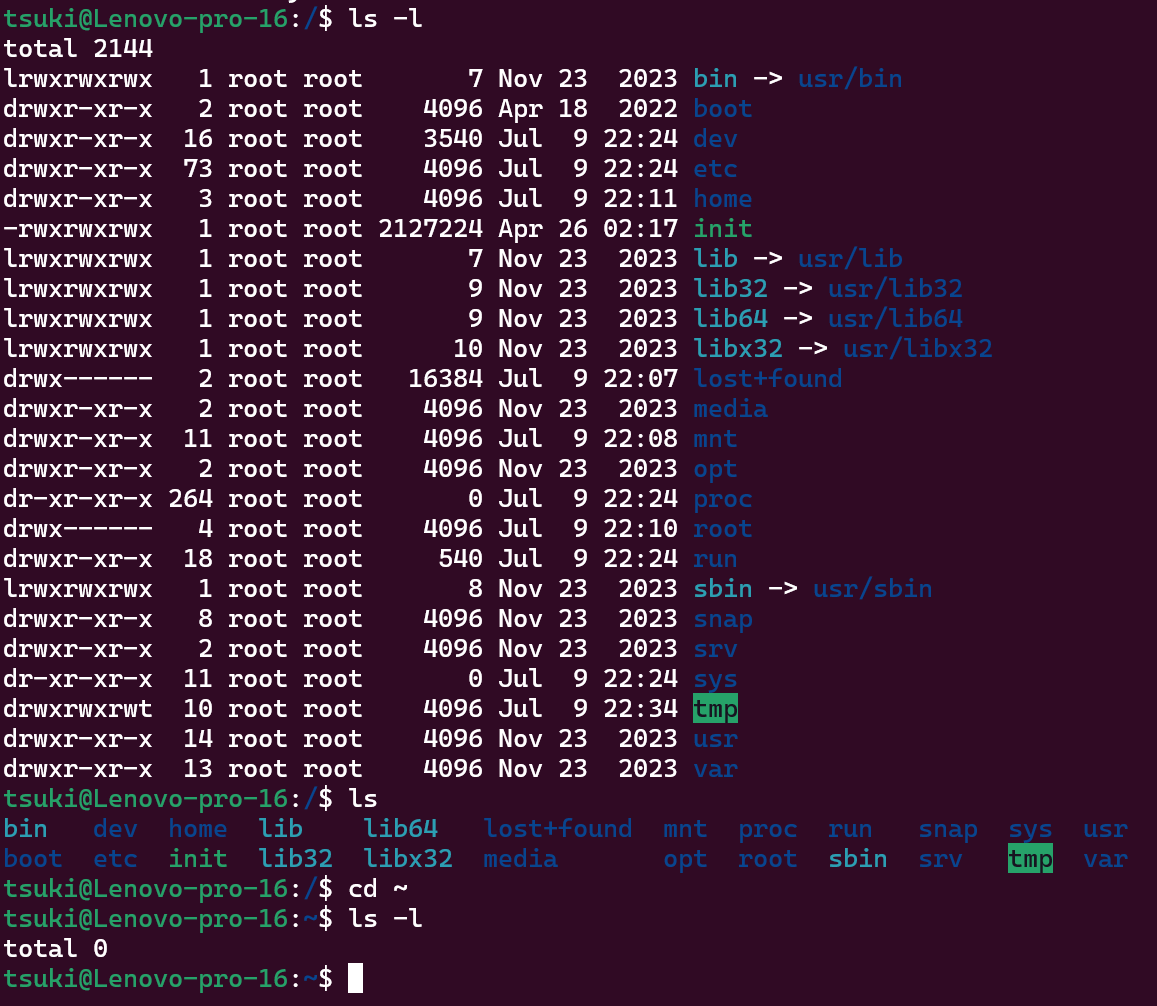 tsuki@Lenovo-pro-16:/$ ls -l
total 2144
lrwxrwxrwx   1 root root       7 Nov 23  2023 bin -> usr/bin
drwxr-xr-x   2 root root    4096 Apr 18  2022 boot
drwxr-xr-x  16 root root    3540 Jul  9 22:24 dev
drwxr-xr-x  73 root root    4096 Jul  9 22:24 etc
drwxr-xr-x   3 root root    4096 Jul  9 22:11 home
-rwxrwxrwx   1 root root 2127224 Apr 26 02:17 init
lrwxrwxrwx   1 root root       7 Nov 23  2023 lib -> usr/lib
lrwxrwxrwx   1 root root       9 Nov 23  2023 lib32 -> usr/lib32
lrwxrwxrwx   1 root root       9 Nov 23  2023 lib64 -> usr/lib64
lrwxrwxrwx   1 root root      10 Nov 23  2023 libx32 -> usr/libx32
drwx------   2 root root   16384 Jul  9 22:07 lost+found
drwxr-xr-x   2 root root    4096 Nov 23  2023 media
drwxr-xr-x  11 root root    4096 Jul  9 22:08 mnt
drwxr-xr-x   2 root root    4096 Nov 23  2023 opt
dr-xr-xr-x 264 root root       0 Jul  9 22:24 proc
drwx------   4 root root    4096 Jul  9 22:10 root
drwxr-xr-x  18 root root     540 Jul  9 22:24 run
lrwxrwxrwx   1 root root       8 Nov 23  2023 sbin -> usr/sbin
drwxr-xr-x   8 root root    4096 Nov 23  2023 snap
drwxr-xr-x   2 root root    4096 Nov 23  2023 srv
dr-xr-xr-x  11 root root       0 Jul  9 22:24 sys
drwxrwxrwt  10 root root    4096 Jul  9 22:34 tmp
drwxr-xr-x  14 root root    4096 Nov 23  2023 usr
drwxr-xr-x  13 root root    4096 Nov 23  2023 var
tsuki@Lenovo-pro-16:/$ ls
bin   dev  home  lib    lib64   lost+found  mnt  proc  run   snap  sys  usr
boot  etc  init  lib32  libx32  media       opt  root  sbin  srv   tmp  var
tsuki@Lenovo-pro-16:/$ cd ~
tsuki@Lenovo-pro-16:~$ ls -l
total 0
tsuki@Lenovo-pro-16:~$